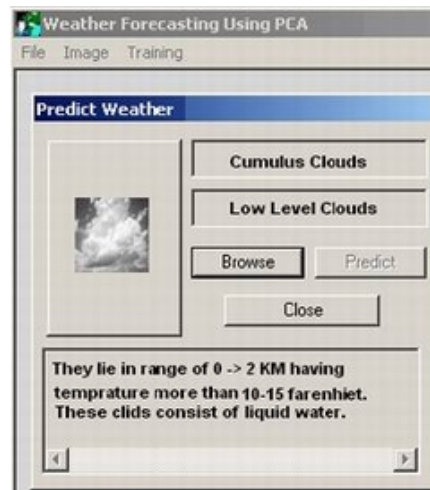 Weather Forecasting Using PCA
File Image Training
Predict Weather
Cumulus Clouds
Low Level Clouds
Browse Predict
Close
They lie in range of 0 -> 2 KM having
temprature more than 10-15 farenhiet.
These clids consist of liquid water.